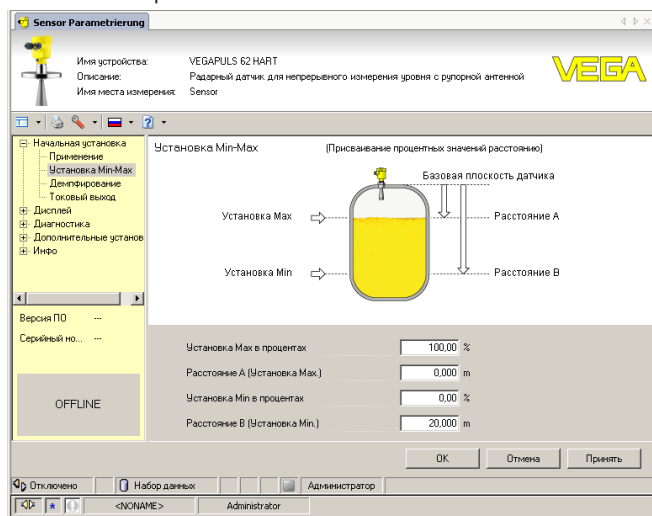 Sensor Parametrierung
Имя устройства: VEGAPULS 62 HART
Описание: Радарный датчик для непрерывного измерения уровня с рупорной антенной
Имя места измерения: Sensor
VEGA
Начальная установка
Применение
Установка Min-Max
Демпфирование
Токовый выход
Дисплей
Диагностика
Дополнительные установ
Инфо
Версия ПО ---
Серийный но... ---
OFFLINE
Установка Min-Max (Присваивание процентных значений расстоянию)
Базовая плоскость датчика
Установка Max
Расстояние A
Установка Min
Расстояние B
Установка Max в процентах 100,00 %
Расстояние A (Установка Max.) 0,000 m
Установка Min в процентах 0,00 %
Расстояние B (Установка Min.) 20,000 m
OK Отмена Принять
Отключено Набор данных Администратор
<NONAME> Administrator